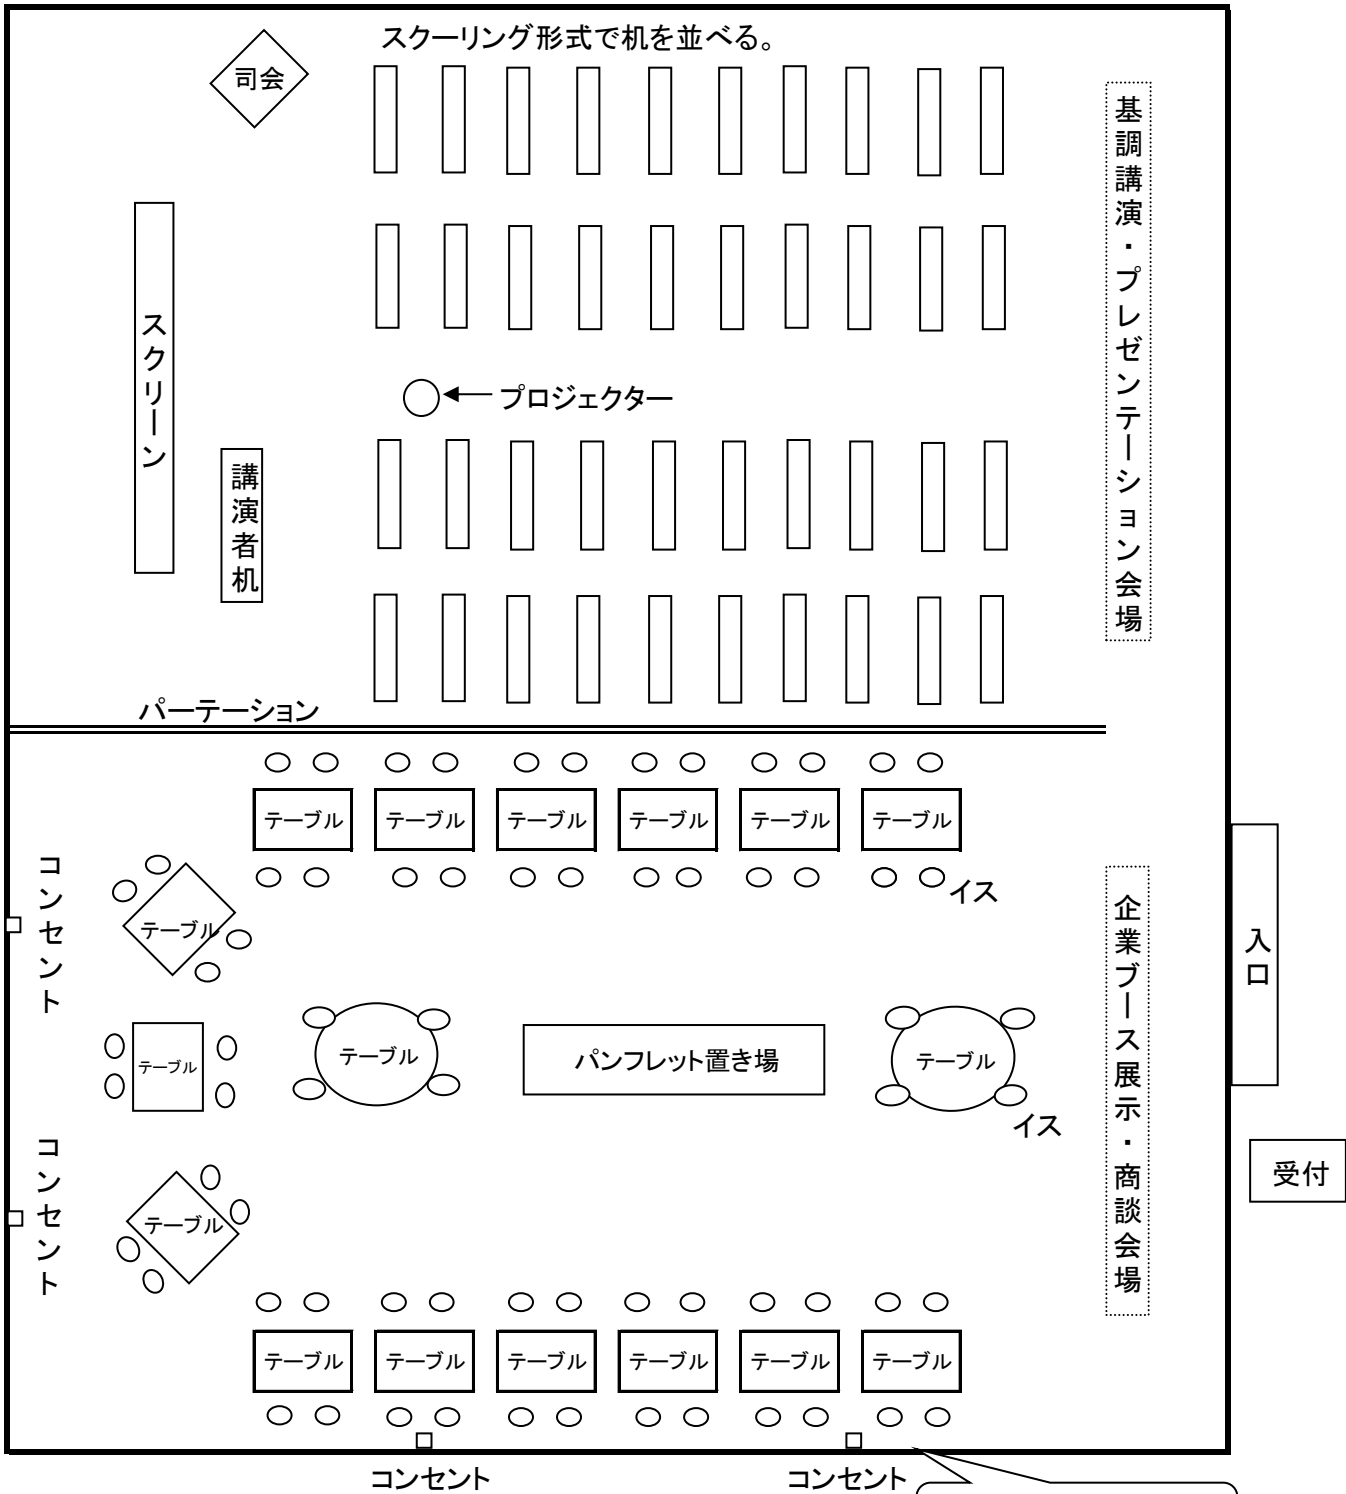 スクーリング形式で机を並べる。
司会
基調講演・プレゼンテーション会場
スクリーン
プロジェクター
講演者机
パーテーション
テーブル
テーブル
テーブル
テーブル
テーブル
テーブル
イス
コンセント
テーブル
企業ブース展示・商談会場
入口
テーブル
テーブル
パンフレット置き場
テーブル
イス
コンセント
テーブル
受付
テーブル
テーブル
テーブル
テーブル
テーブル
テーブル
コンセント
コンセント